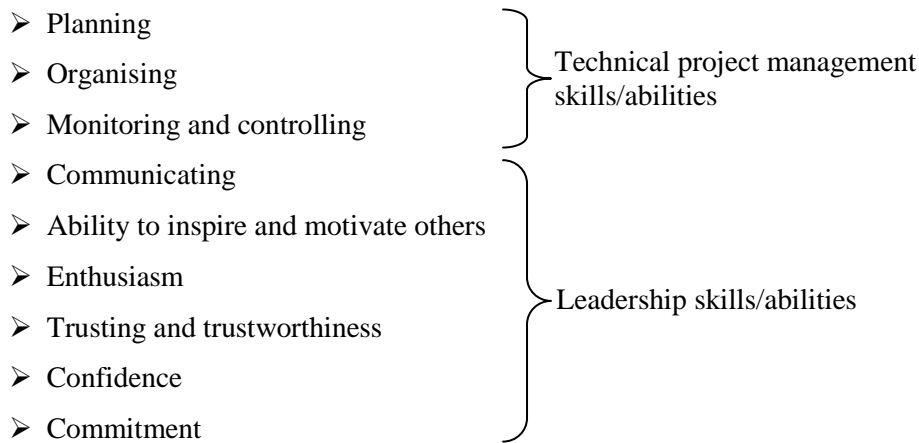 ➢ Planning
➢ Organising
➢ Monitoring and controlling
Technical project management
skills/abilities
➢ Communicating
➢ Ability to inspire and motivate others
➢ Enthusiasm
➢ Trusting and trustworthiness
➢ Confidence
➢ Commitment
Leadership skills/abilities